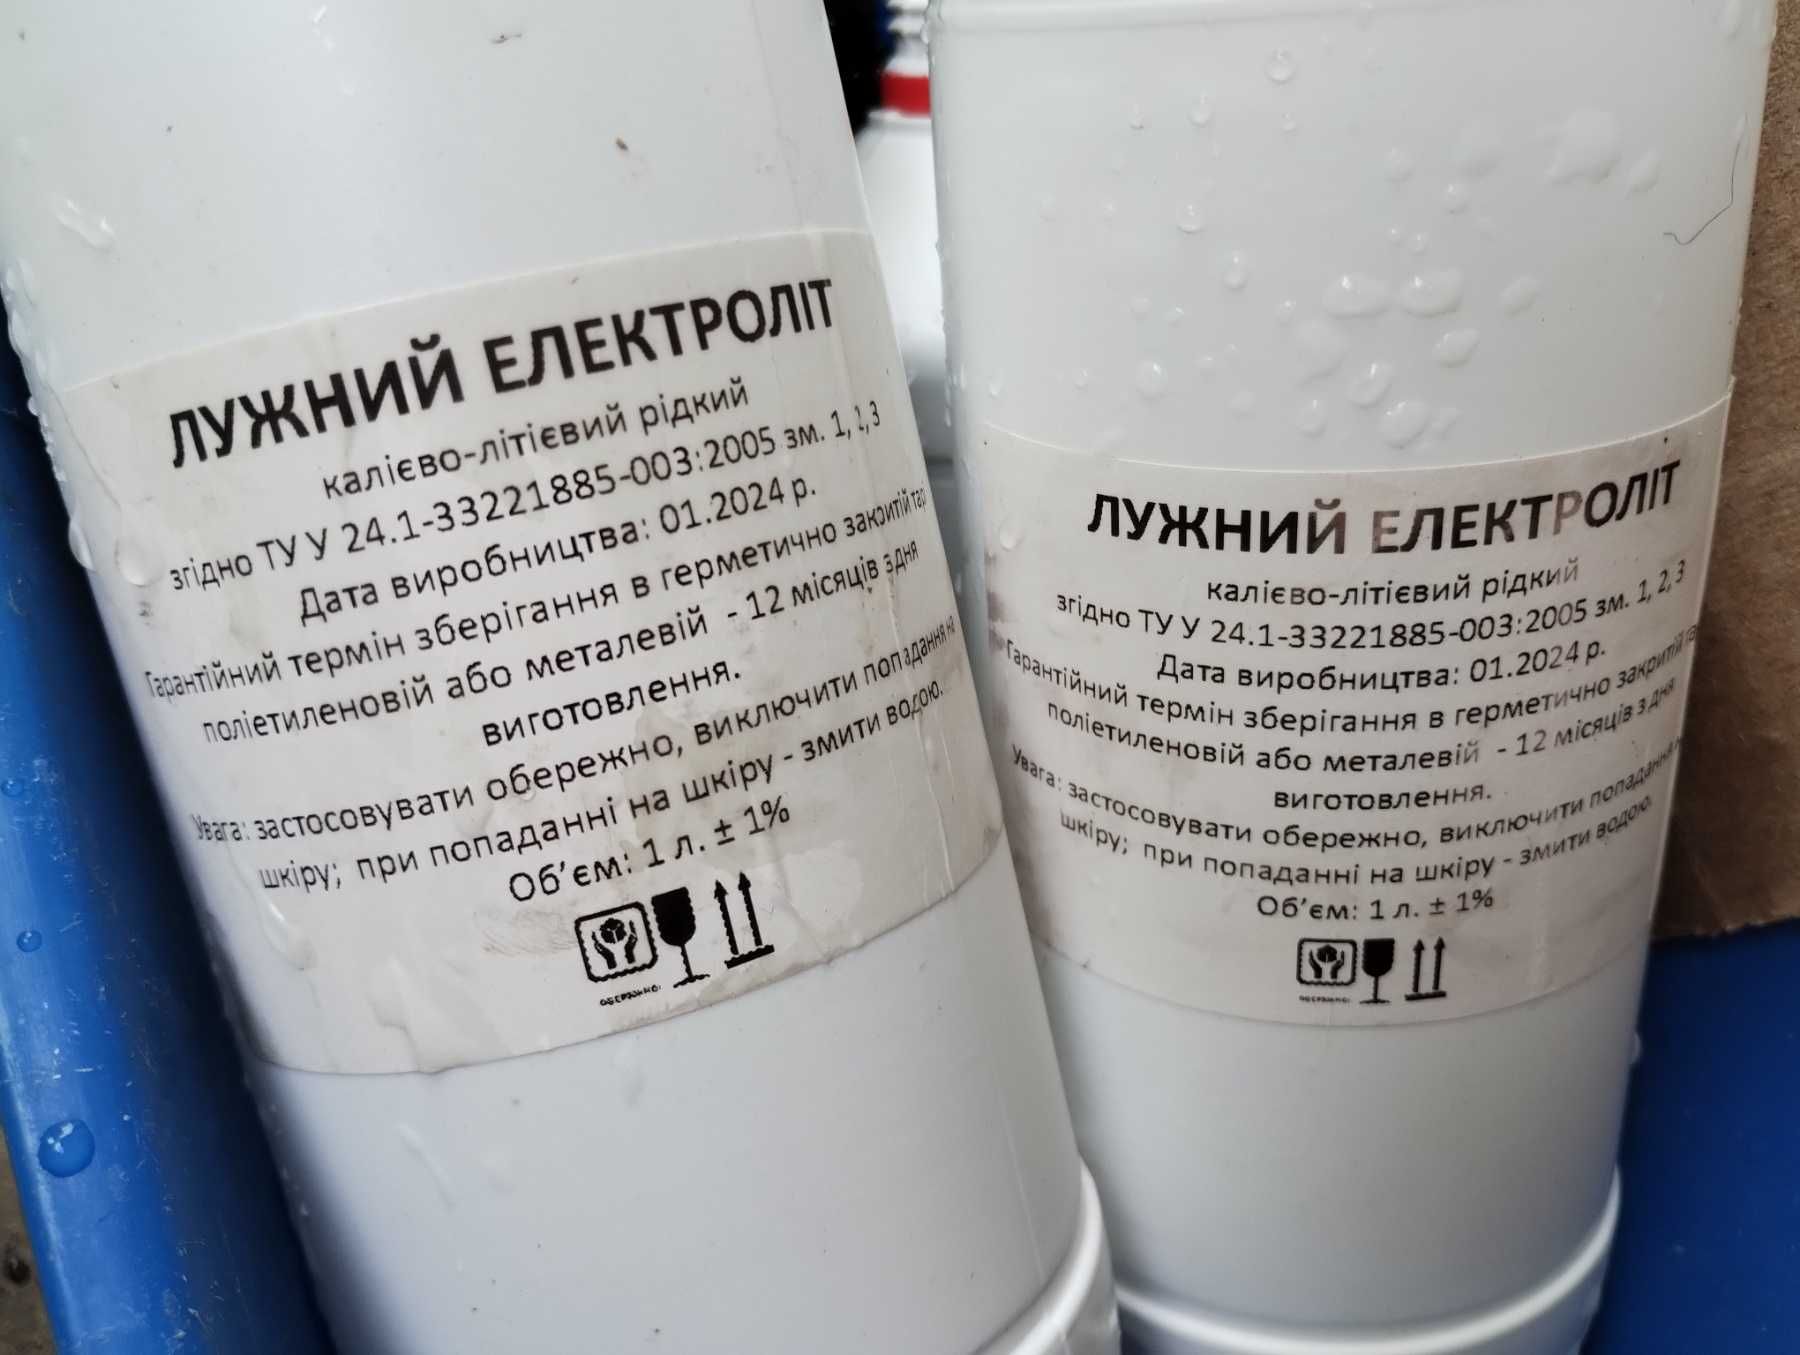 ЛУЖНИЙ ЕЛЕКТРОЛІТ
калієво-літієвий рідкий
згідно ТУ У 24.1-33221885-003:2005 зм. 1, 2, 3
Дата виробництва: 01.2024 р.
Гарантійний термін зберігання в герметично закритій тарі
поліетиленовій або металевій - 12 місяців з дня
виготовлення.
Увага: застосовувати обережно, виключити попадання на
шкіру; при попаданні на шкіру - змити водою.
Об’єм: 1 л. ± 1%
ОБЕРЕЖНО!
ЛУЖНИЙ ЕЛЕКТРОЛІТ
калієво-літієвий рідкий
згідно ТУ У 24.1-33221885-003:2005 зм. 1, 2, 3
Дата виробництва: 01.2024 р.
Гарантійний термін зберігання в герметично закритій
поліетиленовій або металевій - 12 місяців з дня
виготовлення.
Увага: застосовувати обережно, виключити попадання
шкіру; при попаданні на шкіру - змити водою.
Об’єм: 1 л. ± 1%
ОБЕРЕЖНО!